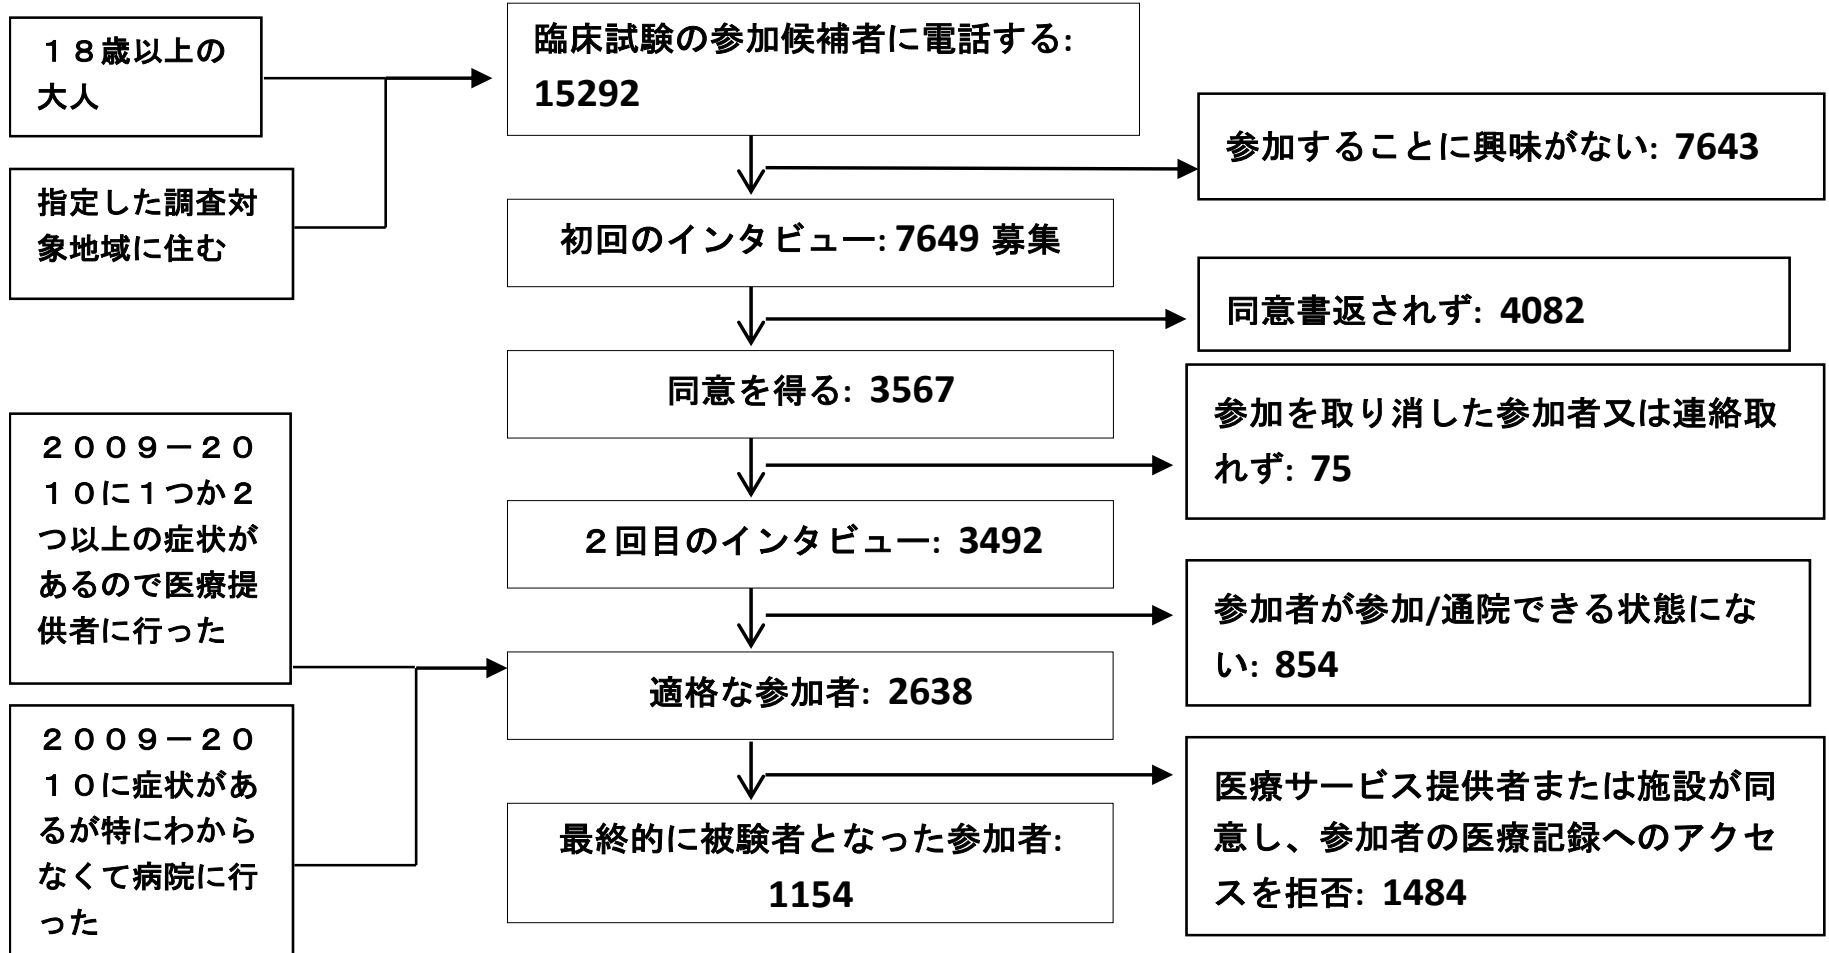 １８歳以上の
大人
指定した調査対
象地域に住む
臨床試験の参加候補者に電話する:
15292
参加することに興味がない: 7643
初回のインタビュー: 7649 募集
同意書返されず: 4082
同意を得る: 3567
参加を取り消した参加者又は連絡取
れず: 75
２回目のインタビュー: 3492
参加者が参加/通院できる状態にな
い: 854
２００９－２０
１０に１つか２
つ以上の症状が
あるので医療提
供者に行った
適格な参加者: 2638
２００９－２０
１０に症状があ
るが特にわから
なくて病院に行
った
医療サービス提供者または施設が同
意し、参加者の医療記録へのアクセ
スを拒否: 1484
最終的に被験者となった参加者:
1154